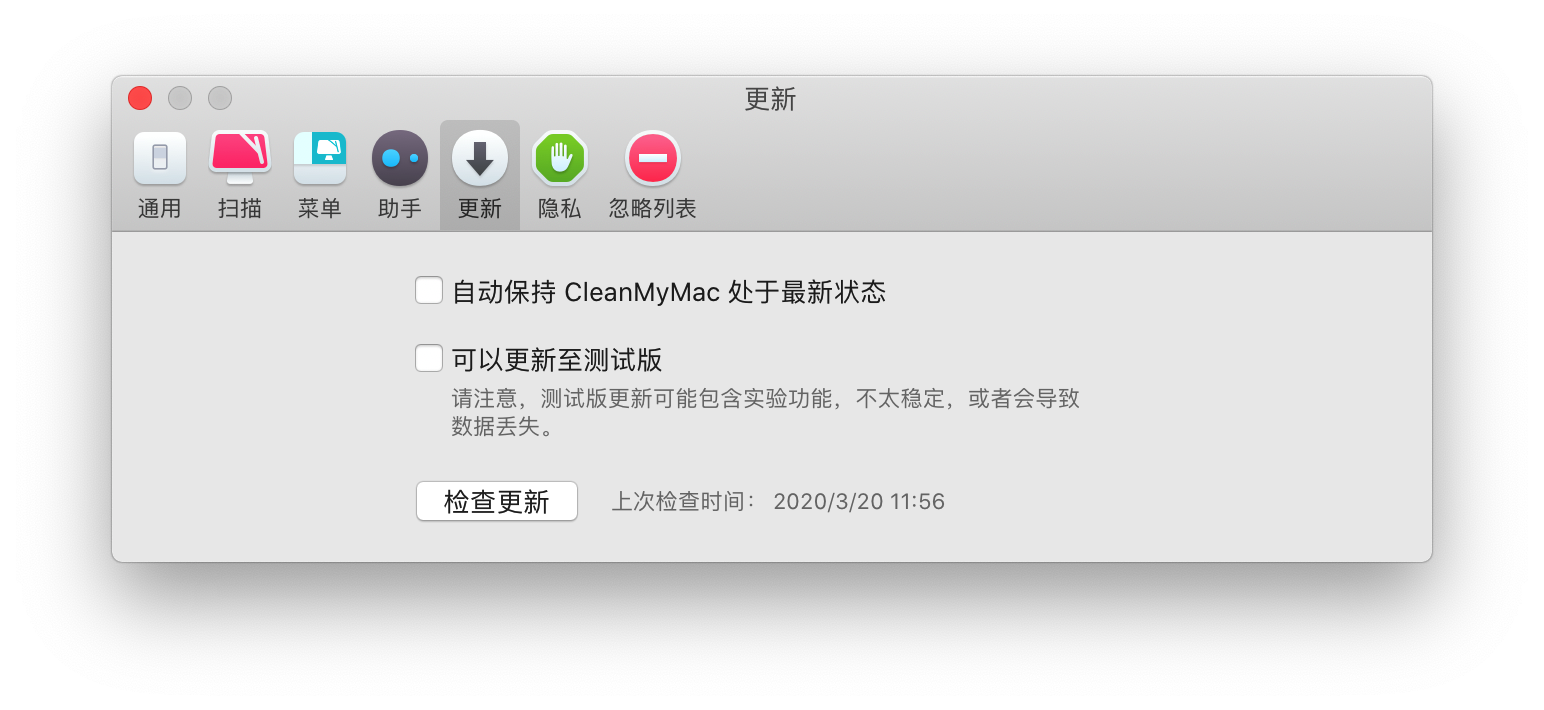 更新
通用 扫描 菜单 助手 更新 隐私 忽略列表
自动保持 CleanMyMac 处于最新状态
可以更新至测试版
请注意，测试版更新可能包含实验功能，不太稳定，或者会导致
数据丢失。
检查更新 上次检查时间： 2020/3/20 11:56